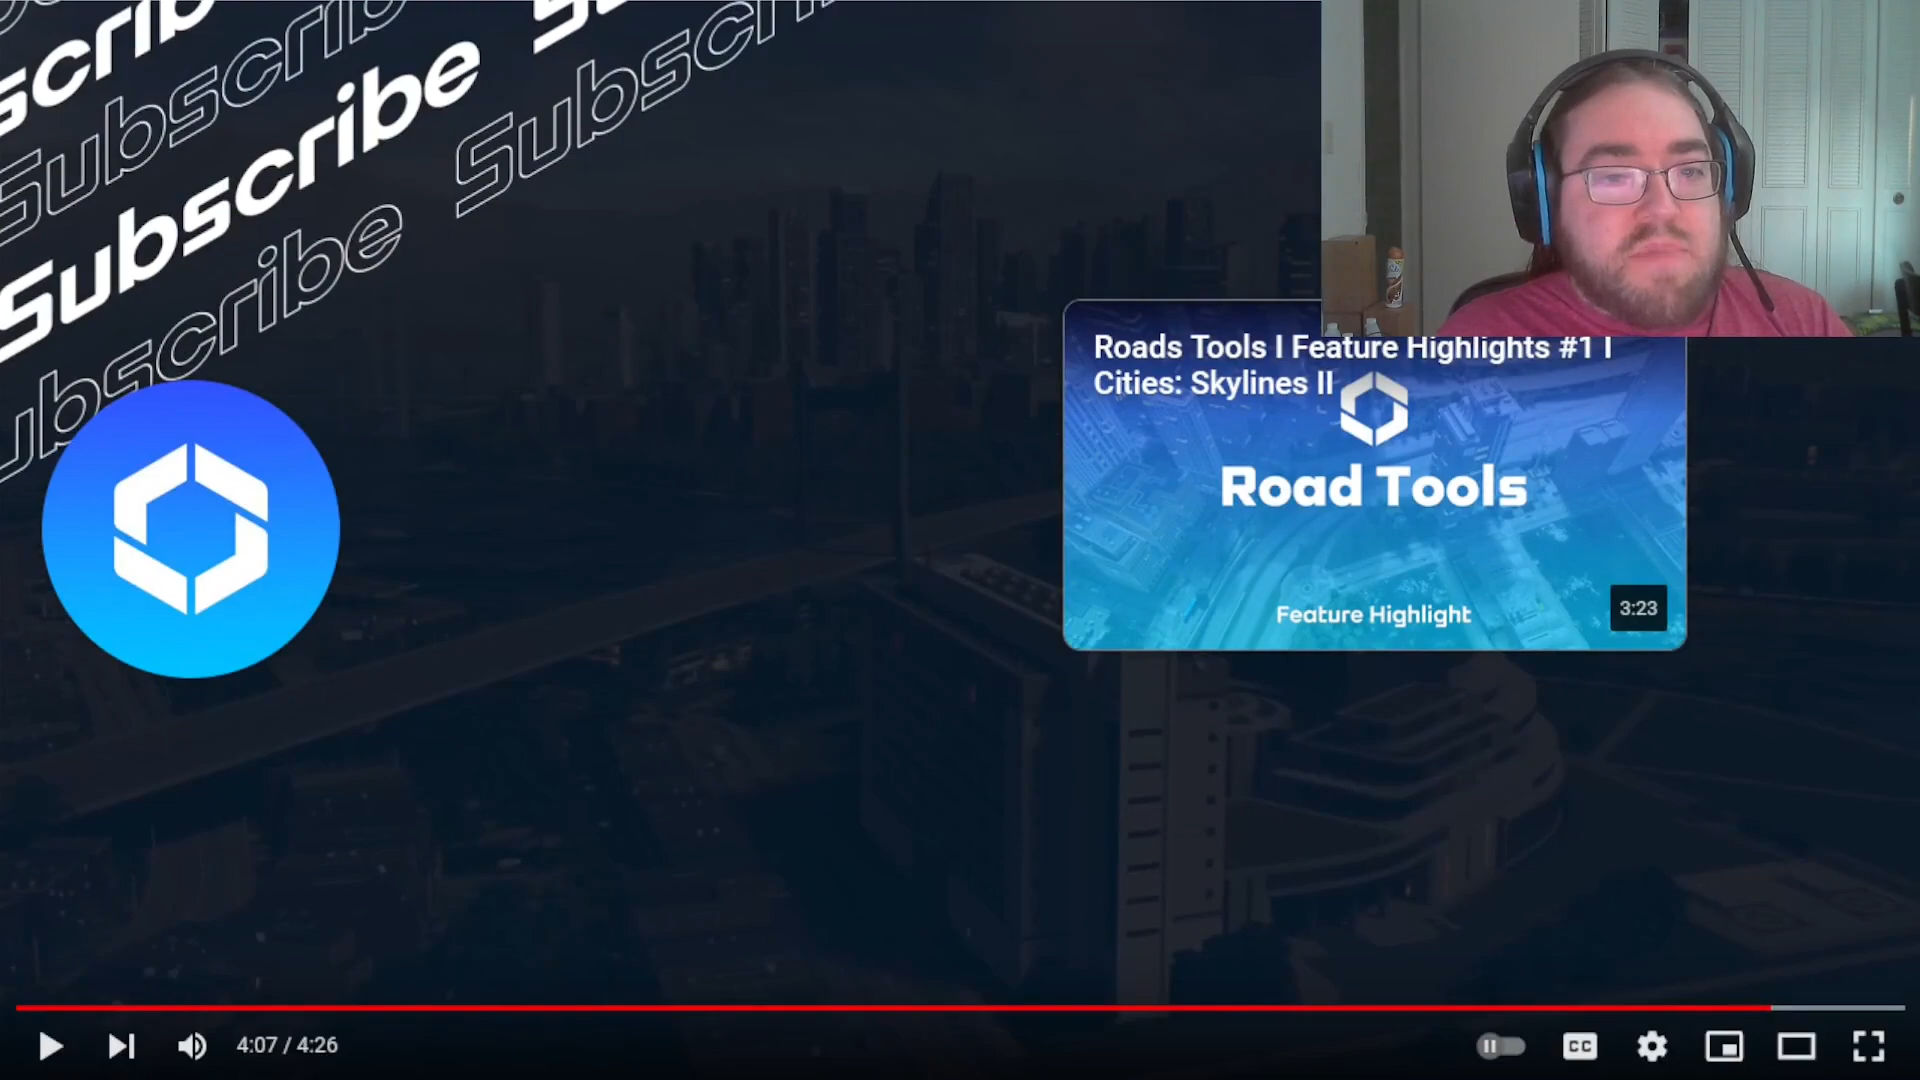 Subscribe
Subscribe
Subscribe
Subscribe
Roads Tools I Feature Highlights #1 I
Cities: Skylines II
Road Tools
Feature Highlight
3:23
4:07 / 4:26
CC